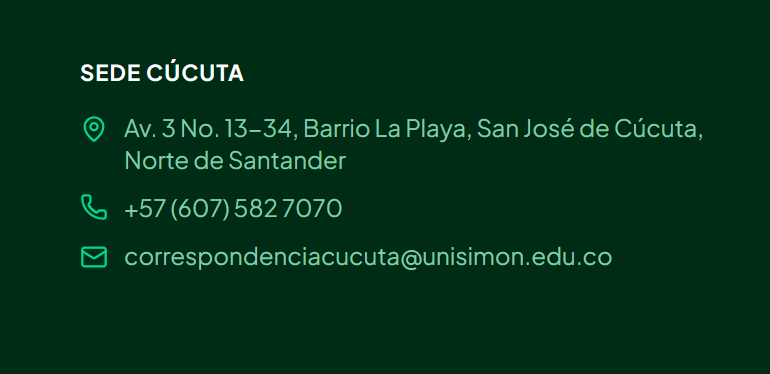 SEDE CÚCUTA
Av. 3 No. 13–34, Barrio La Playa, San José de Cúcuta,
Norte de Santander
+57 (607) 582 7070
correspondenciacucuta@unisimon.edu.co